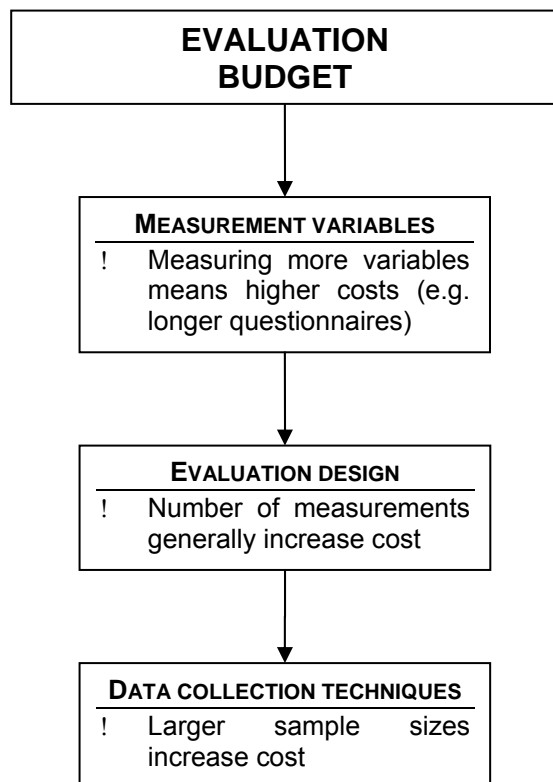 EVALUATION
BUDGET
MEASUREMENT VARIABLES
! Measuring more variables
means higher costs (e.g.
longer questionnaires)
EVALUATION DESIGN
! Number of measurements
generally increase cost
DATA COLLECTION TECHNIQUES
! Larger sample sizes
increase cost